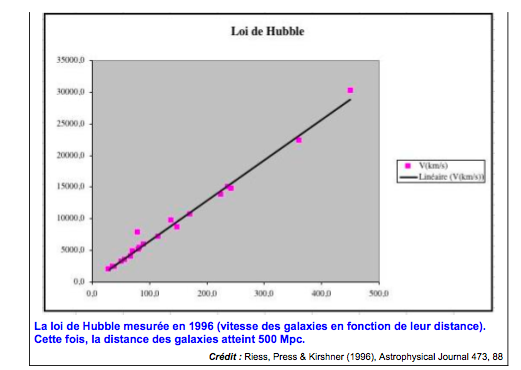 Loi de Hubble
35000,0
30000,0
25000,0
20000,0
15000,0
10000,0
5000,0
0,0
0,0 100,0 200,0 300,0 400,0 500,0
V(km/s)
Linéaire (V(km/s))
La loi de Hubble mesurée en 1996 (vitesse des galaxies en fonction de leur distance).
Cette fois, la distance des galaxies atteint 500 Mpc.
Crédit : Riess, Press & Kirshner (1996), Astrophysical Journal 473, 88